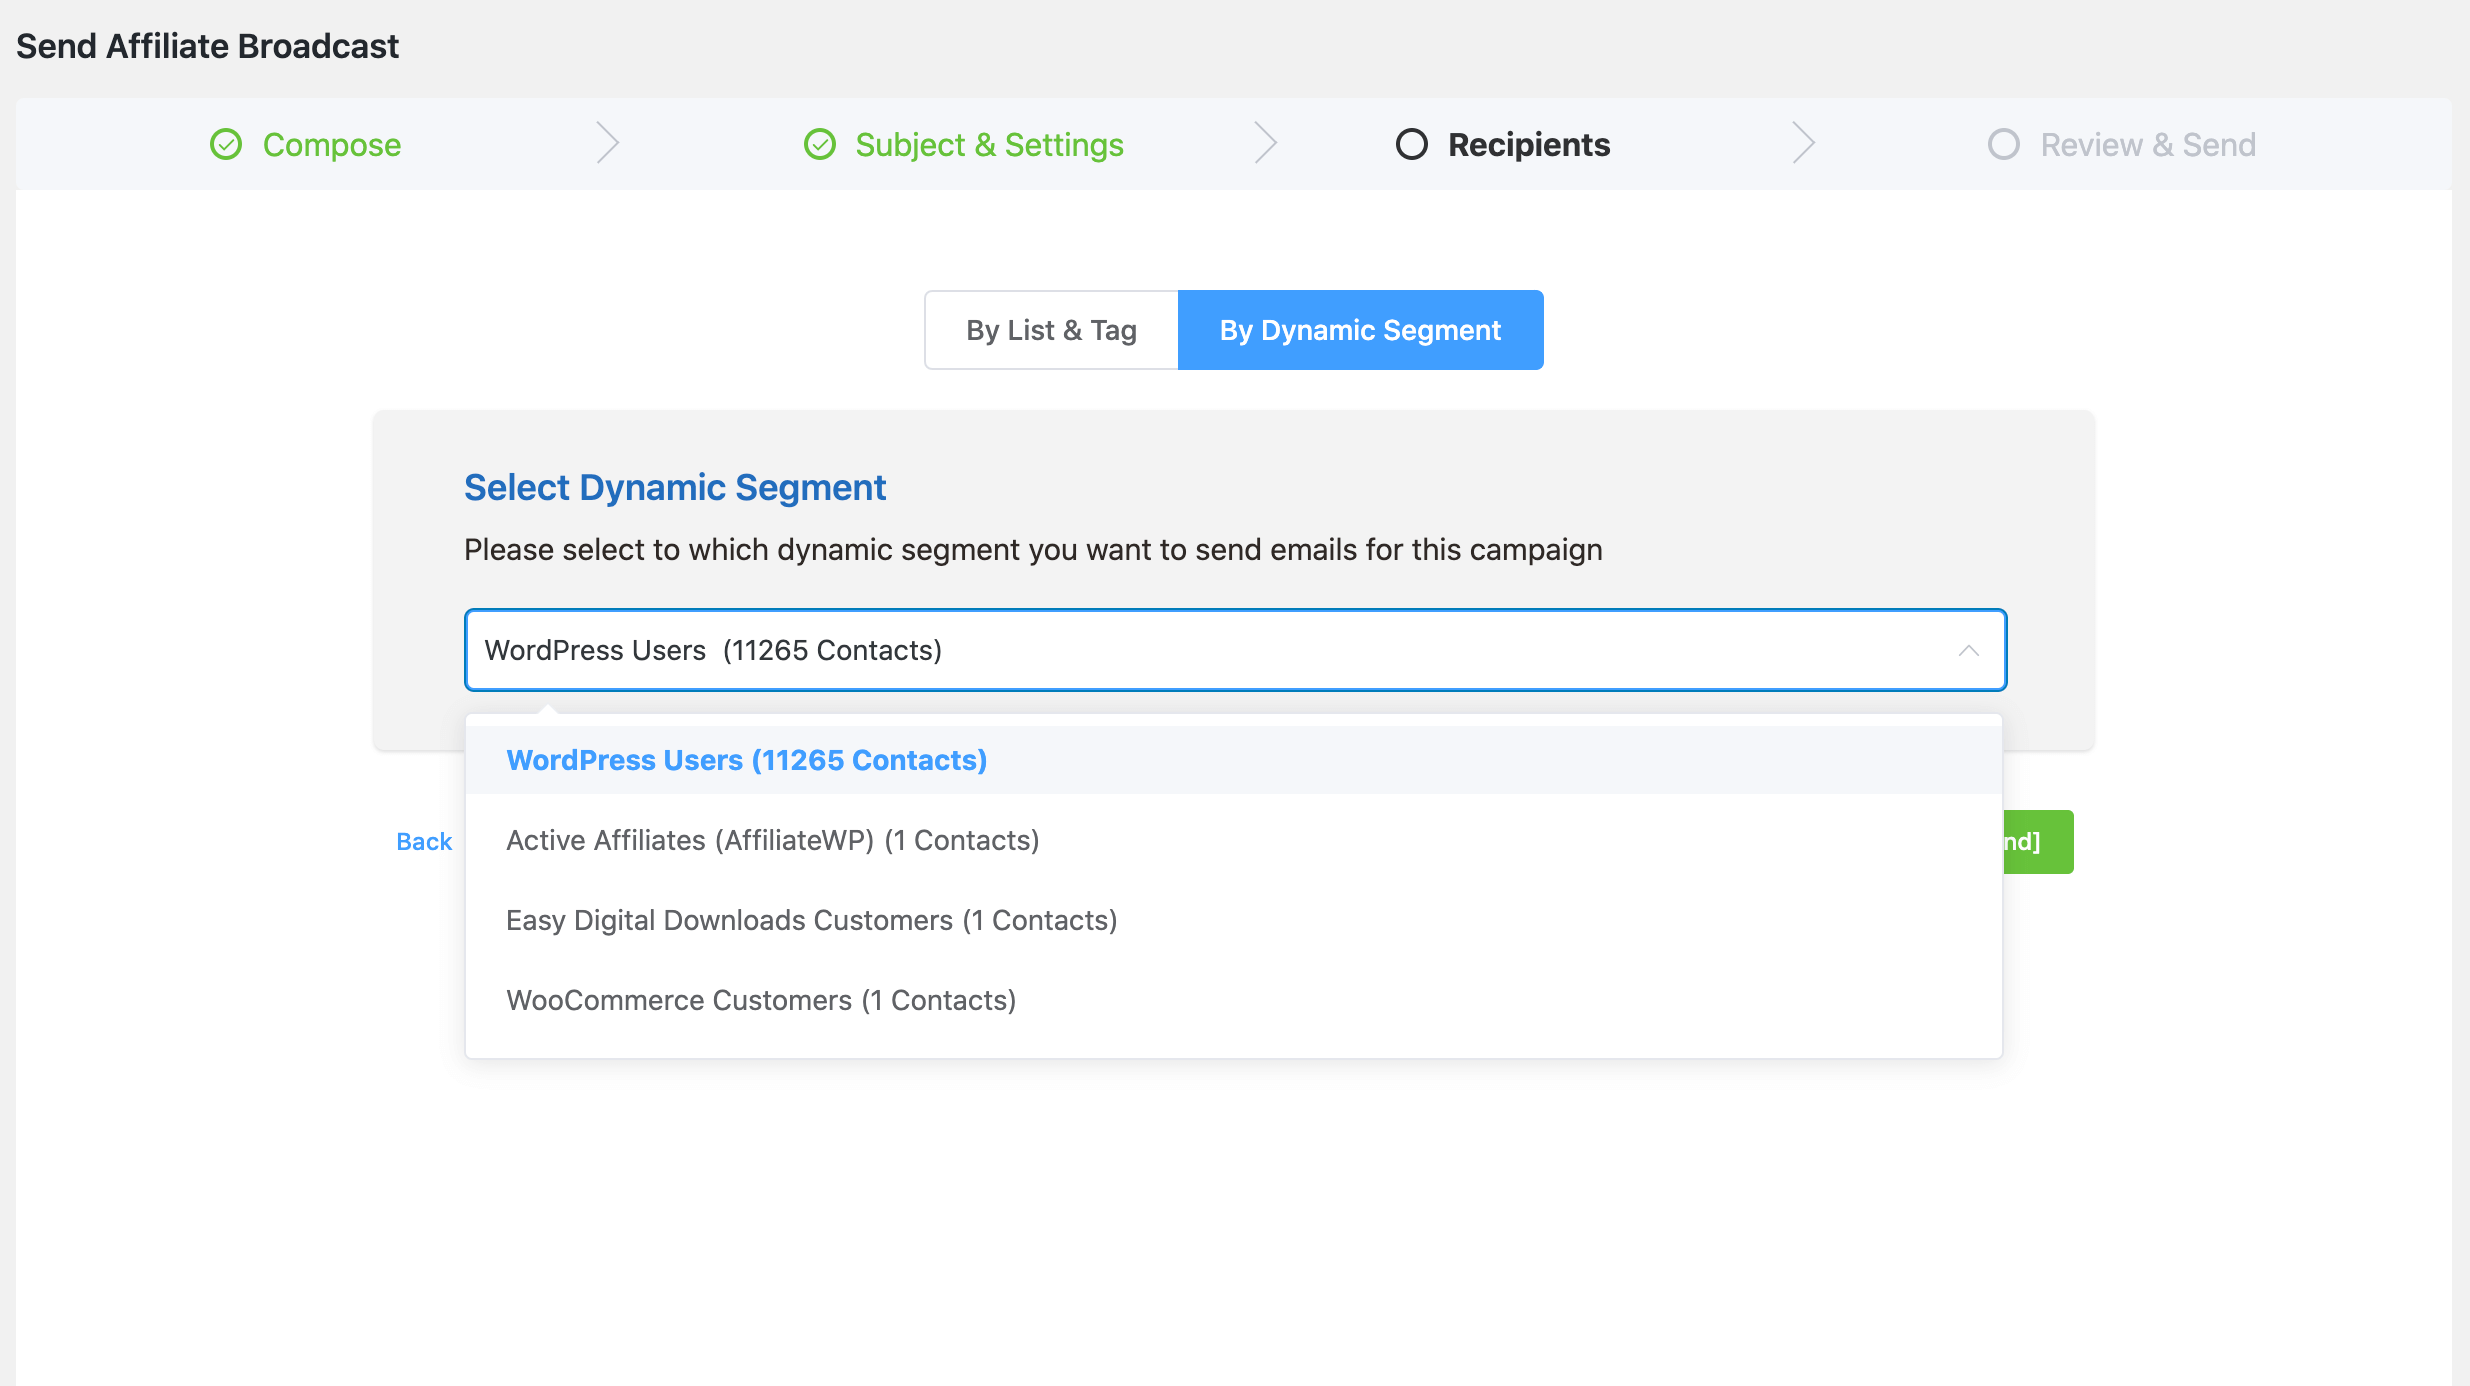 Send Affiliate Broadcast
Compose
Subject & Settings
Recipients
Review & Send
By List & Tag
By Dynamic Segment
Select Dynamic Segment
Please select to which dynamic segment you want to send emails for this campaign
WordPress Users (11265 Contacts)
WordPress Users (11265 Contacts)
Active Affiliates (AffiliateWP) (1 Contacts)
Back
nd]
Easy Digital Downloads Customers (1 Contacts)
WooCommerce Customers (1 Contacts)